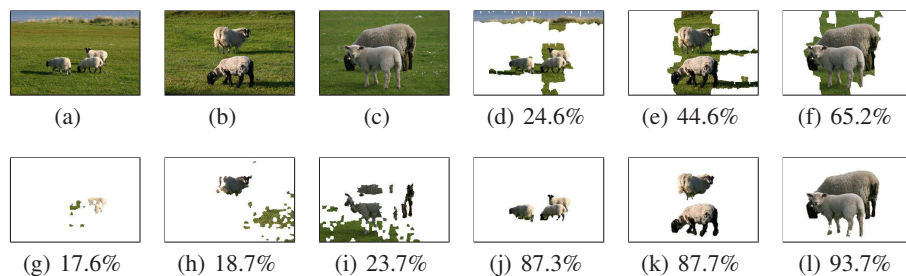 (a) (b) (c) (d) 24.6% (e) 44.6% (f) 65.2%
(g) 17.6% (h) 18.7% (i) 23.7% (j) 87.3% (k) 87.7% (l) 93.7%